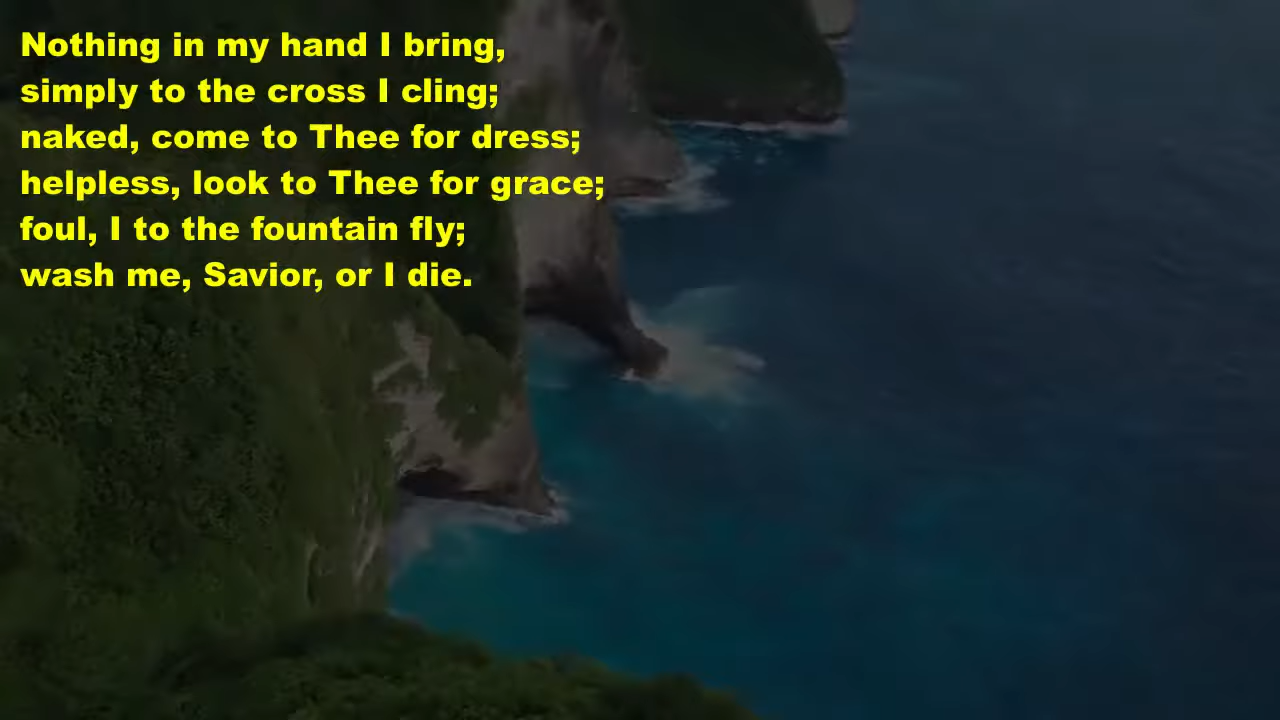 Nothing in my hand I bring,
simply to the cross I cling;
naked, come to Thee for dress;
helpless, look to Thee for grace;
foul, I to the fountain fly;
wash me, Savior, or I die.